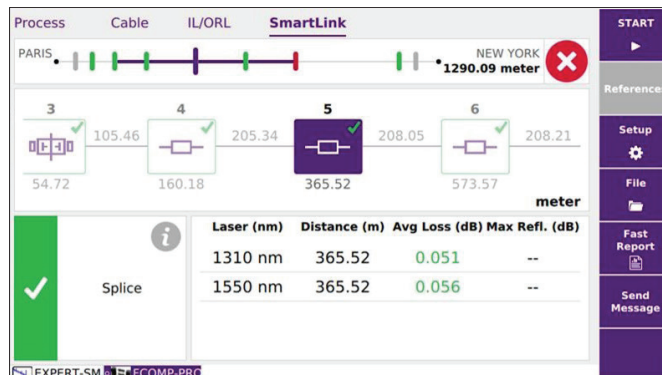 Process Cable IL/ORL SmartLink
PARIS NEW YORK
1290.09 meter
3 4 5 6
105.46 205.34 208.05 208.21
54.72 160.18 365.52 573.57
meter
Laser (nm) Distance (m) Avg Loss (dB) Max Refl. (dB)
1310 nm 365.52 0.051 --
1550 nm 365.52 0.056 --
Splice
START
Reference
Setup
File
Fast
Report
Send
Message
EXPERT-SM ECOMP-PRO